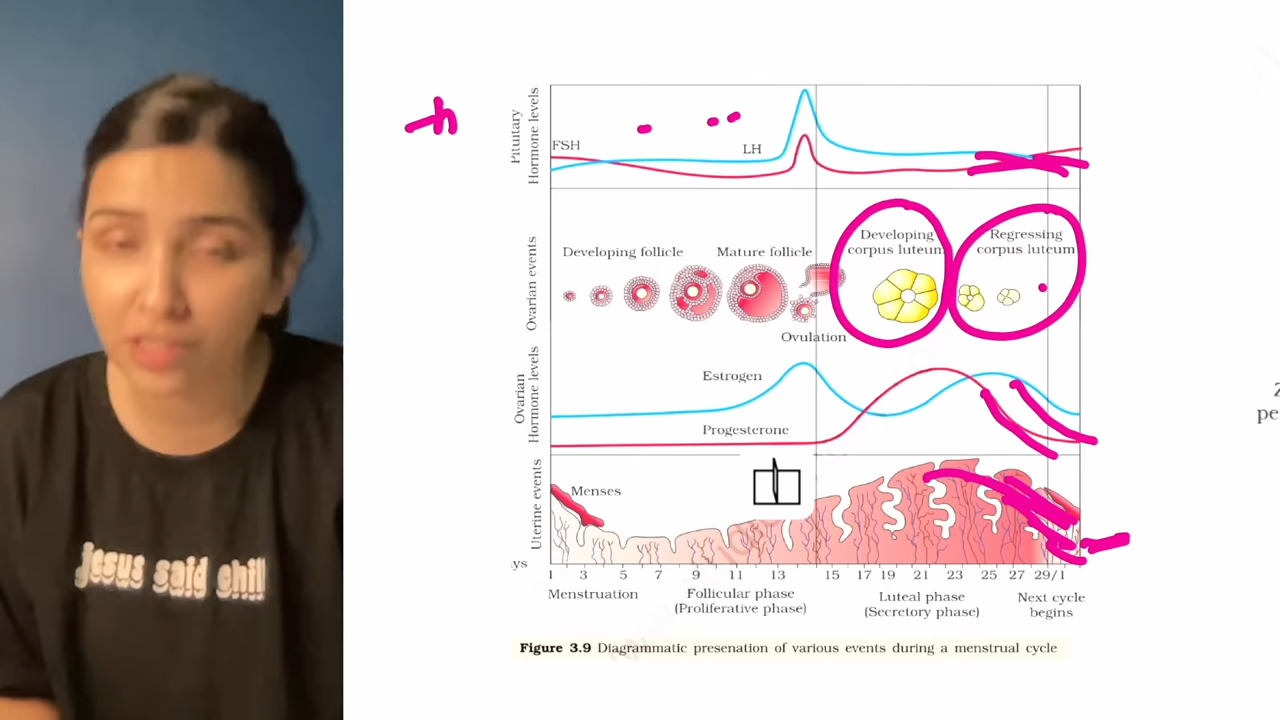 jesus said chill
Pituitary
Hormone levels
FSH
LH
Ovarian events
Developing follicle
Mature follicle
Developing
corpus luteum
Regressing
corpus luteum
Ovulation
Ovarian
Hormone levels
Estrogen
Progesterone
Uterine events
Menses
ys
1 3 5 7 9 11 13 15 17 19 21 23 25 27 29/1
Menstruation
Follicular phase
(Proliferative phase)
Luteal phase
(Secretory phase)
Next cycle
begins
Figure 3.9 Diagrammatic presenation of various events during a menstrual cycle
pe